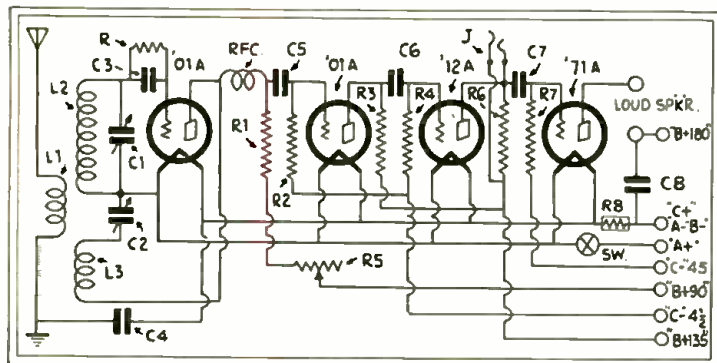 R
'01A
RFC.
C5
'01A
C6
'12A
J
C7
'71A
C3
L2
R3
R4
R6
R7
LOUD SPKR.
L1
C1
R1
R2
"B+180"
C8
C2
R8
"C+"
"A-"B-"
"A+"
SW.
L3
R5
"C-"45
"B+90"
C4
"C-"4½
"B+135"